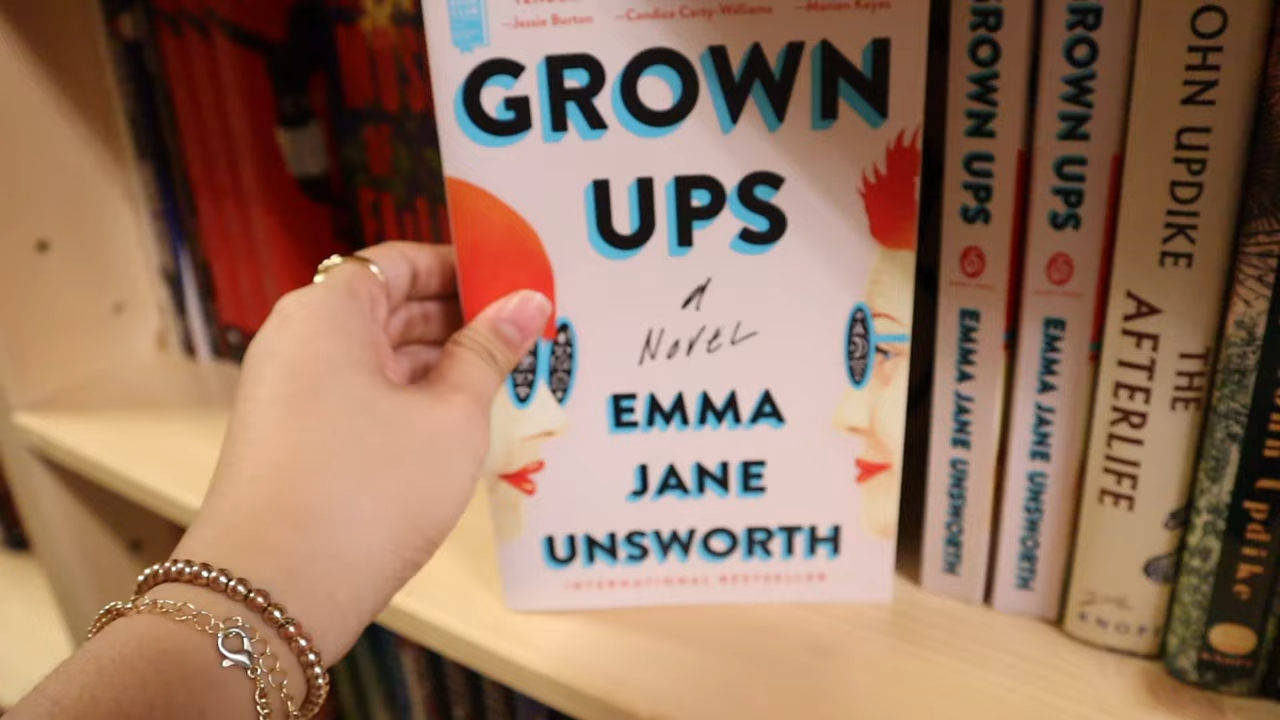 —Jessie Burton —Candice Carty-Williams —Marian Keyes
GROWN
UPS
a
Novel
EMMA
JANE
UNSWORTH
INTERNATIONAL BESTSELLER
GROWN UPS EMMA JANE UNSWORTH
GROWN UPS EMMA JANE UNSWORTH
JOHN UPDIKE THE AFTERLIFE
KNOPF
Updike